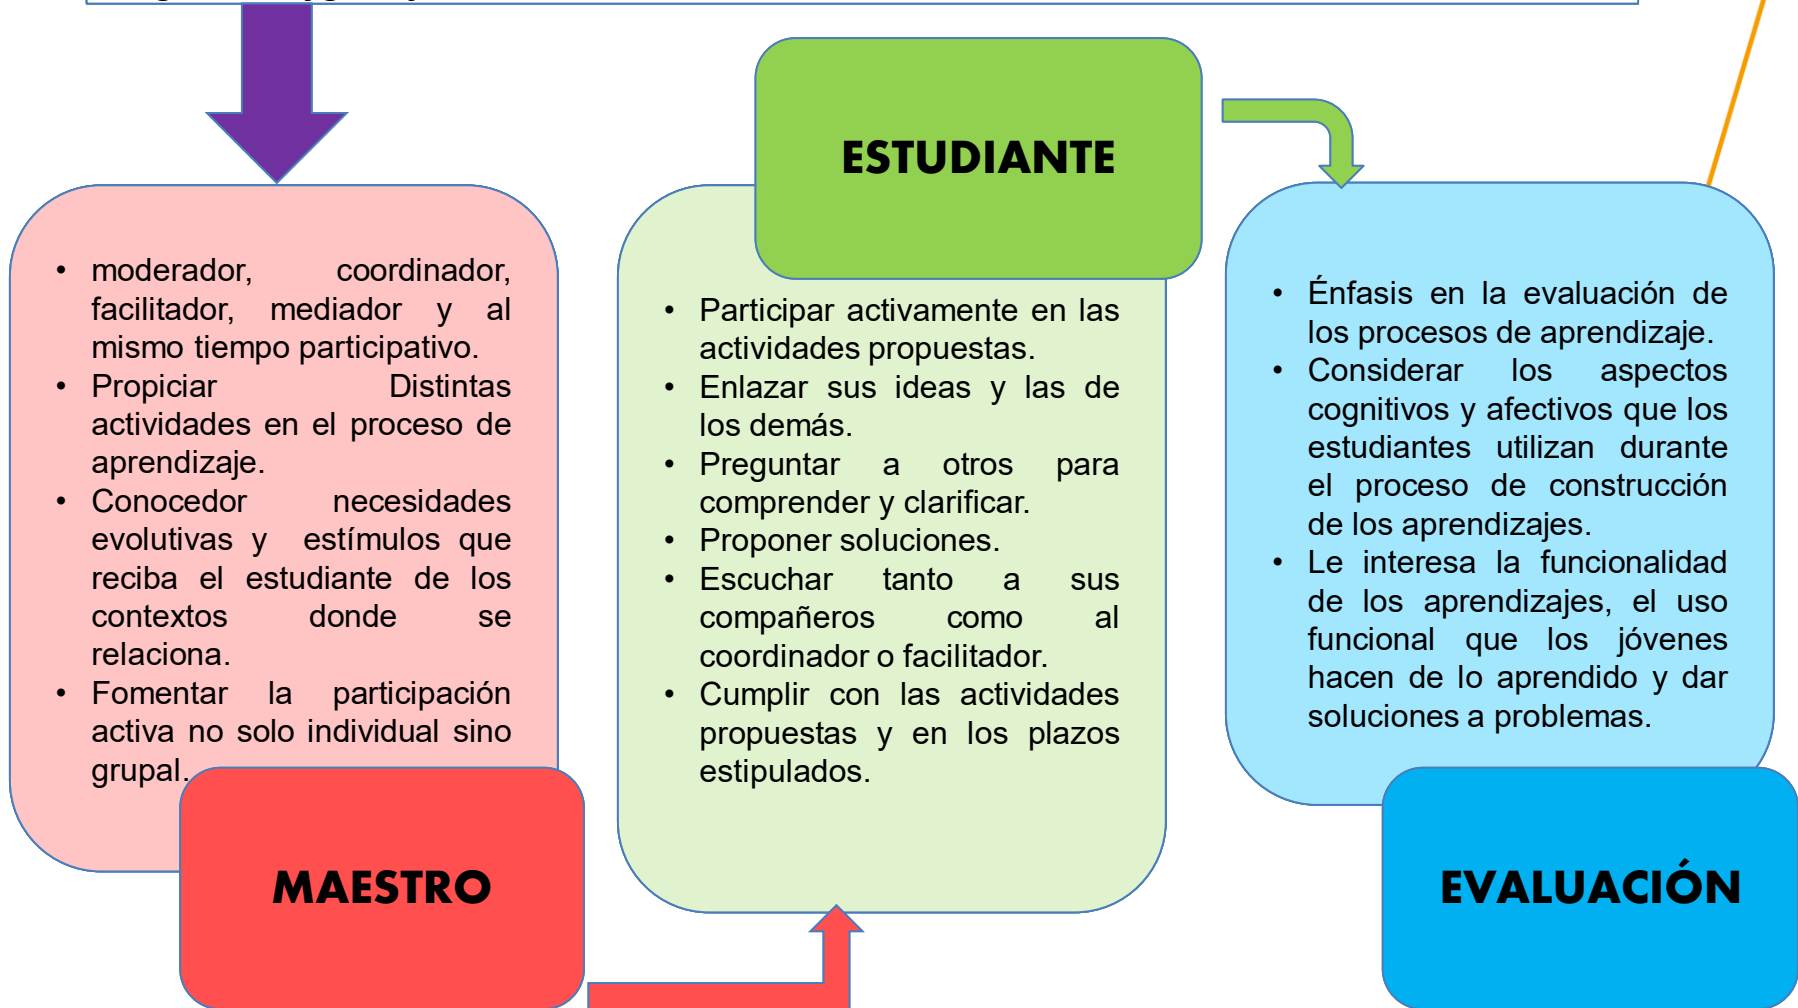 moderador, coordinador,
facilitador, mediador y al
mismo tiempo participativo.
Propiciar Distintas
actividades en el proceso de
aprendizaje.
Conocedor necesidades
evolutivas y estímulos que
reciba el estudiante de los
contextos donde se
relaciona.
Fomentar la participación
activa no solo individual sino
grupal.
MAESTRO
ESTUDIANTE
• Participar activamente en las
actividades propuestas.
• Enlazar sus ideas y las de
los demás.
• Preguntar a otros para
comprender y clarificar.
• Proponer soluciones.
• Escuchar tanto a sus
compañeros como al
coordinador o facilitador.
• Cumplir con las actividades
propuestas y en los plazos
estipulados.
• Énfasis en la evaluación de
los procesos de aprendizaje.
• Considerar los aspectos
cognitivos y afectivos que los
estudiantes utilizan durante
el proceso de construcción
de los aprendizajes.
• Le interesa la funcionalidad
de los aprendizajes, el uso
funcional que los jóvenes
hacen de lo aprendido y dar
soluciones a problemas.
EVALUACIÓN